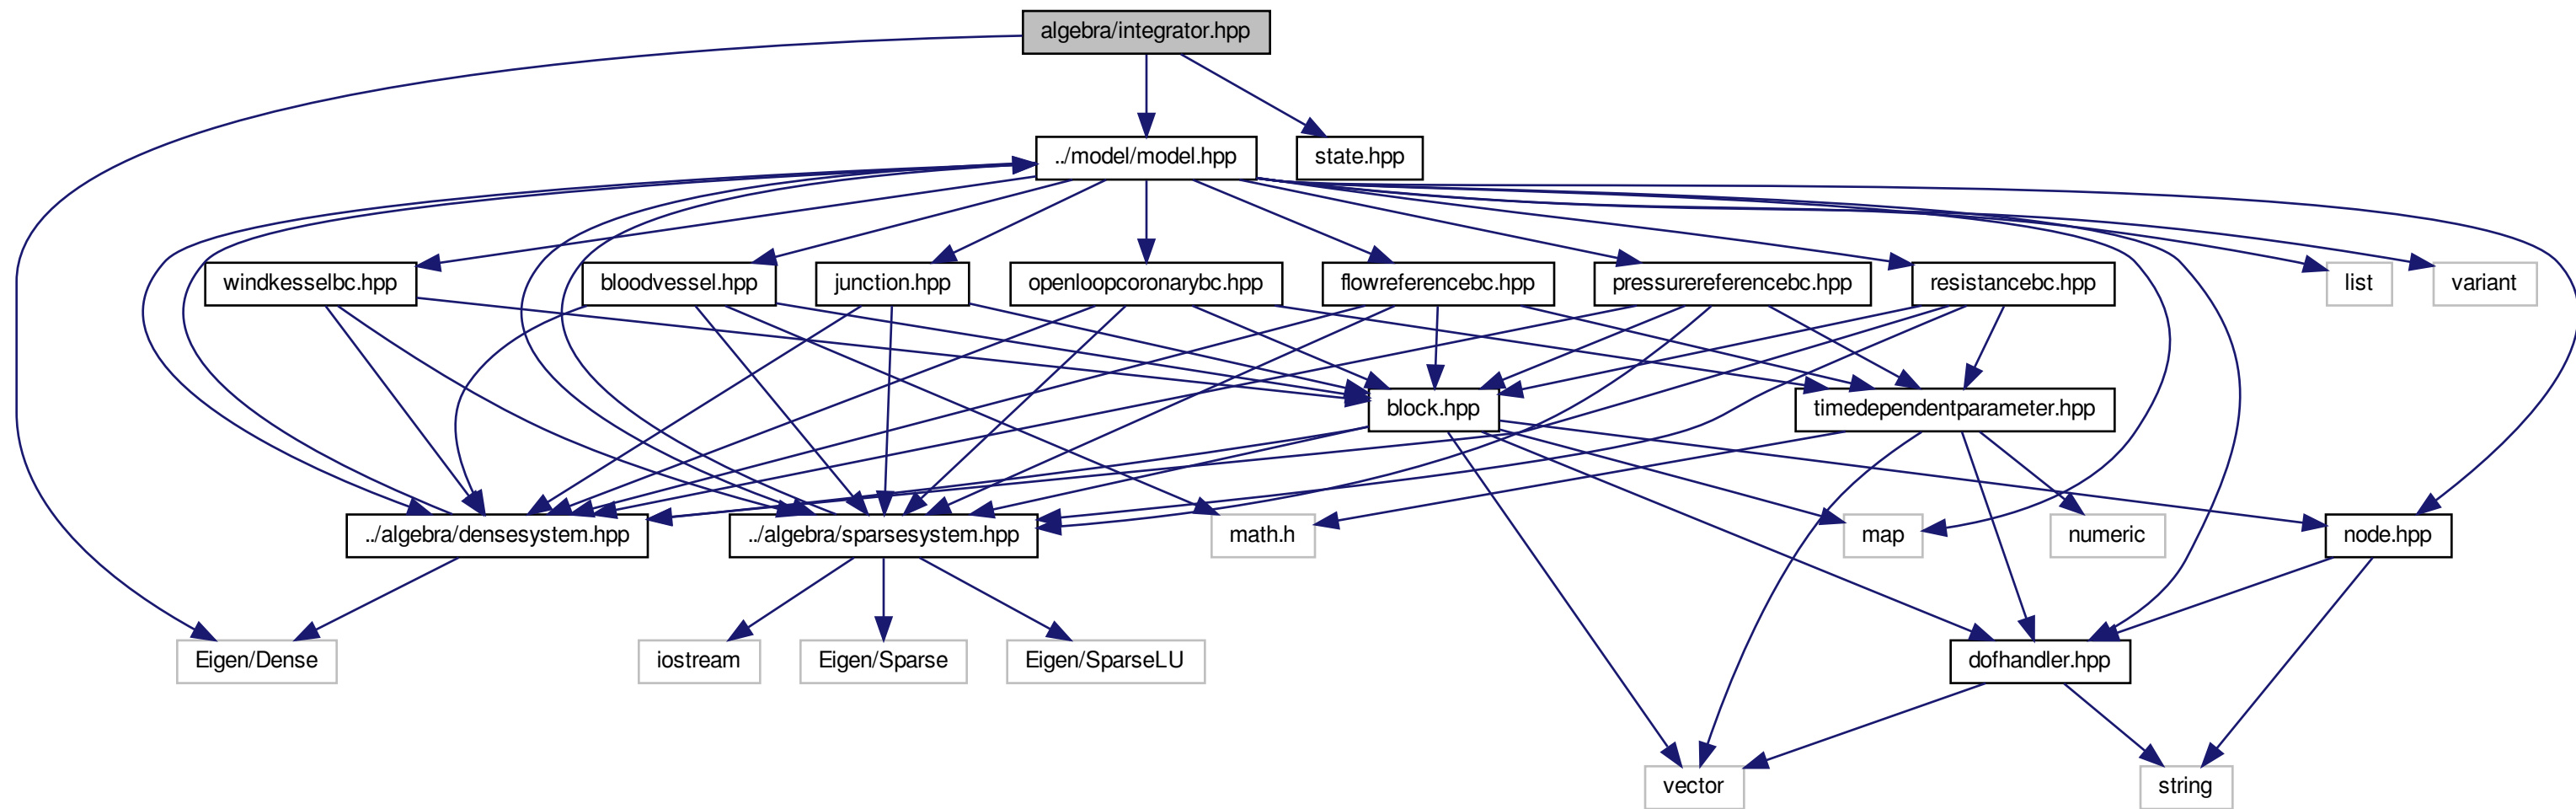 algebra/integrator.hpp
../model/model.hpp
state.hpp
windkesselbc.hpp
bloodvessel.hpp
junction.hpp
openloopcoronarybc.hpp
flowreferencebc.hpp
pressurereferencebc.hpp
resistancebc.hpp
list
variant
block.hpp
timedependentparameter.hpp
../algebra/densesystem.hpp
../algebra/sparsesystem.hpp
math.h
map
numeric
node.hpp
Eigen/Dense
iostream
Eigen/Sparse
Eigen/SparseLU
dofhandler.hpp
vector
string